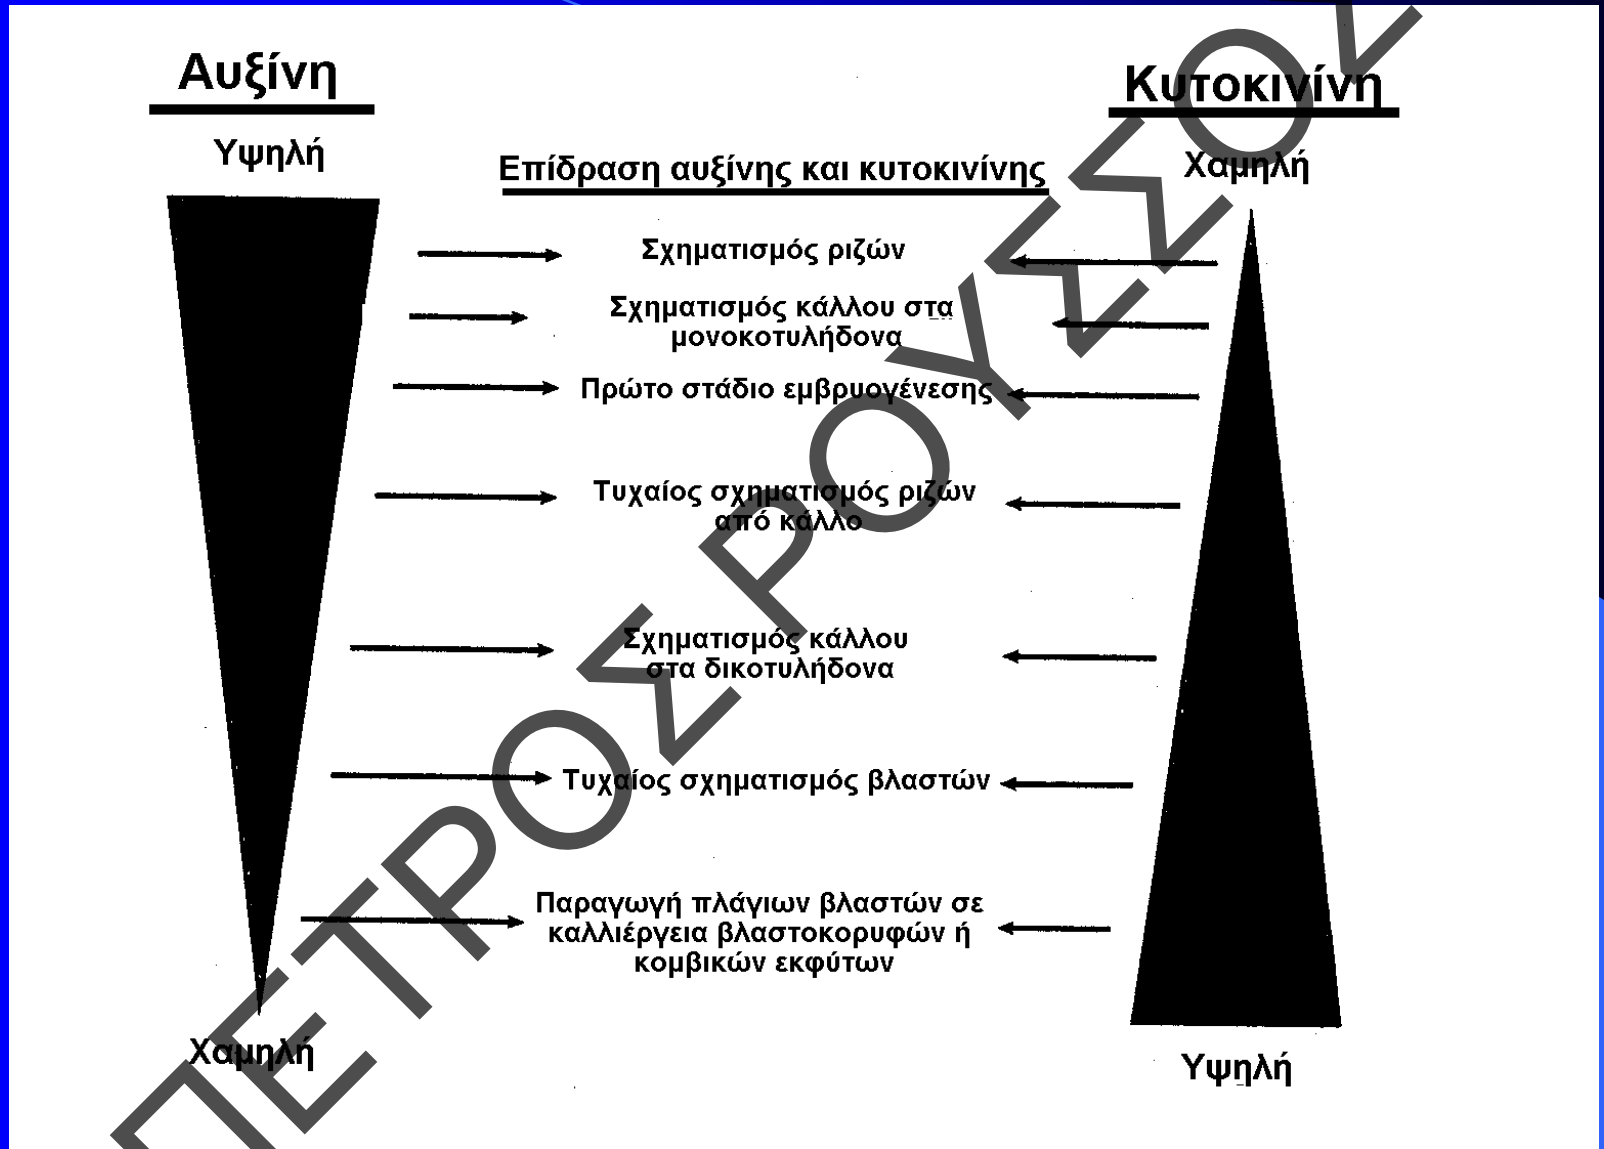 Αυξίνη
Κυτοκινίνη
Υψηλή
Χαμηλή
Επίδραση αυξίνης και κυτοκινίνης
Σχηματισμός ριζών
Σχηματισμός κάλλου στα
μονοκοτυλήδονα
Πρώτο στάδιο εμβρυογένεσης
Τυχαίος σχηματισμός ριζών
από κάλλο
Σχηματισμός κάλλου
στα δικοτυλήδονα
Τυχαίος σχηματισμός βλαστών
Παραγωγή πλάγιων βλαστών σε
καλλιέργεια βλαστοκορυφών ή
κομβικών εκφύτων
Χαμηλή
Υψηλή
ΠΕΤΡΟΣ ΡΟΥΣΣΟΣ